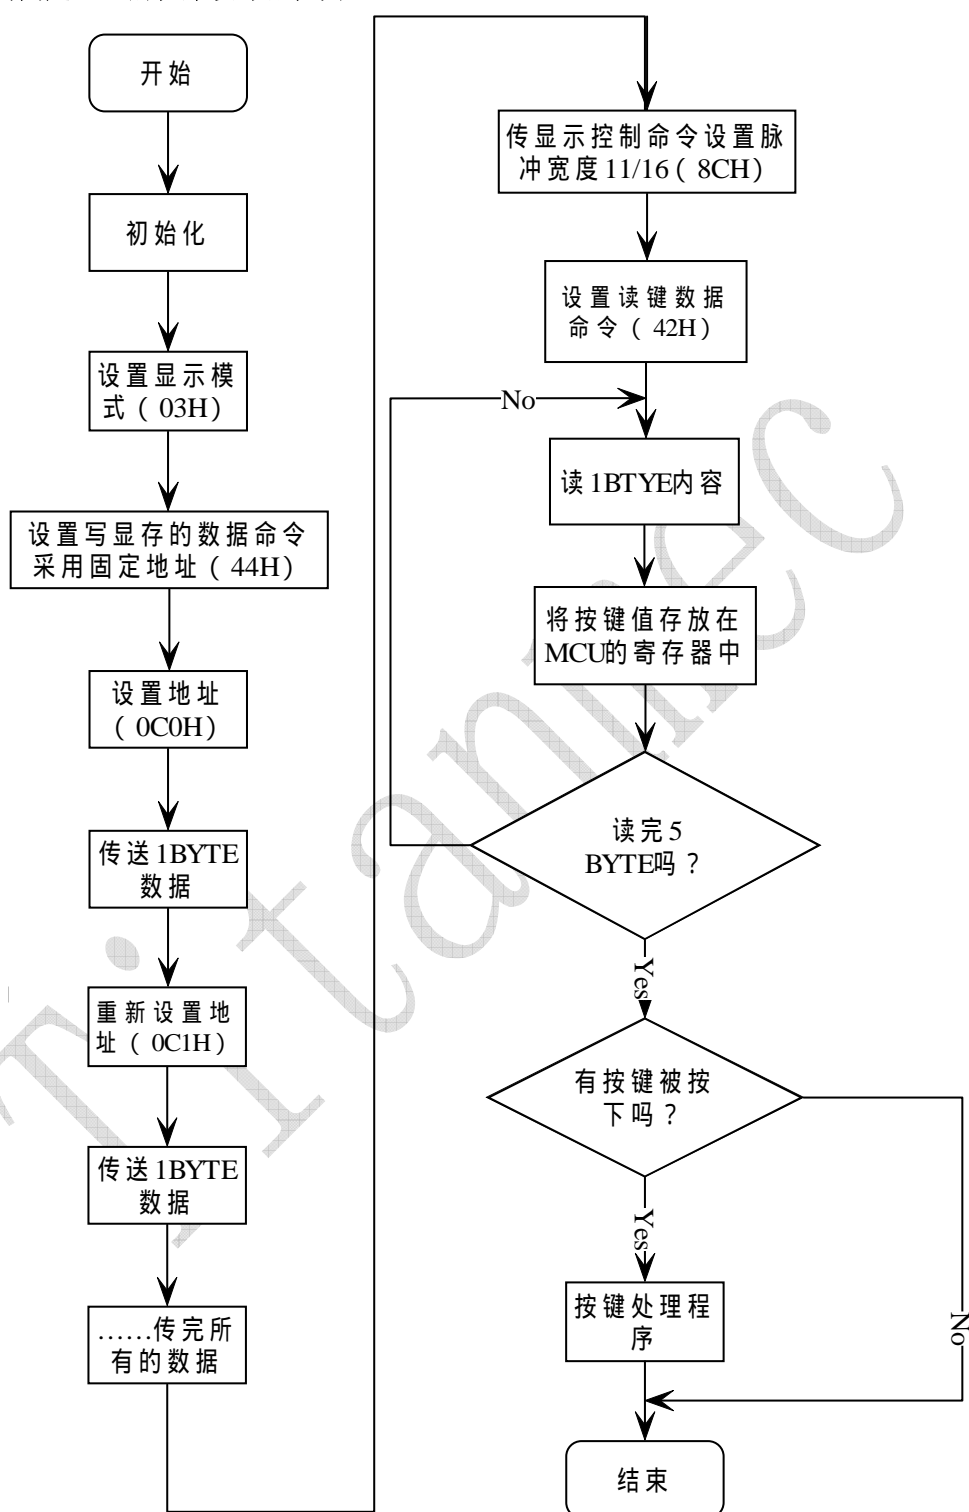 开始
初始化
设置显示模
式（03H）
设置写显存的数据命令
采用固定地址（44H）
设置地址
（0C0H）
传送1BYTE
数据
重新设置地
址（0C1H）
传送1BYTE
数据
……传完所
有的数据
传显示控制命令设置脉
冲宽度11/16（8CH）
设置读键数据
命令（42H）
No
读1BTYE内容
将按键值存放在
MCU的寄存器中
读完5
BYTE吗？
Yes
有按键被按
下吗？
Yes
No
按键处理程
序
结束